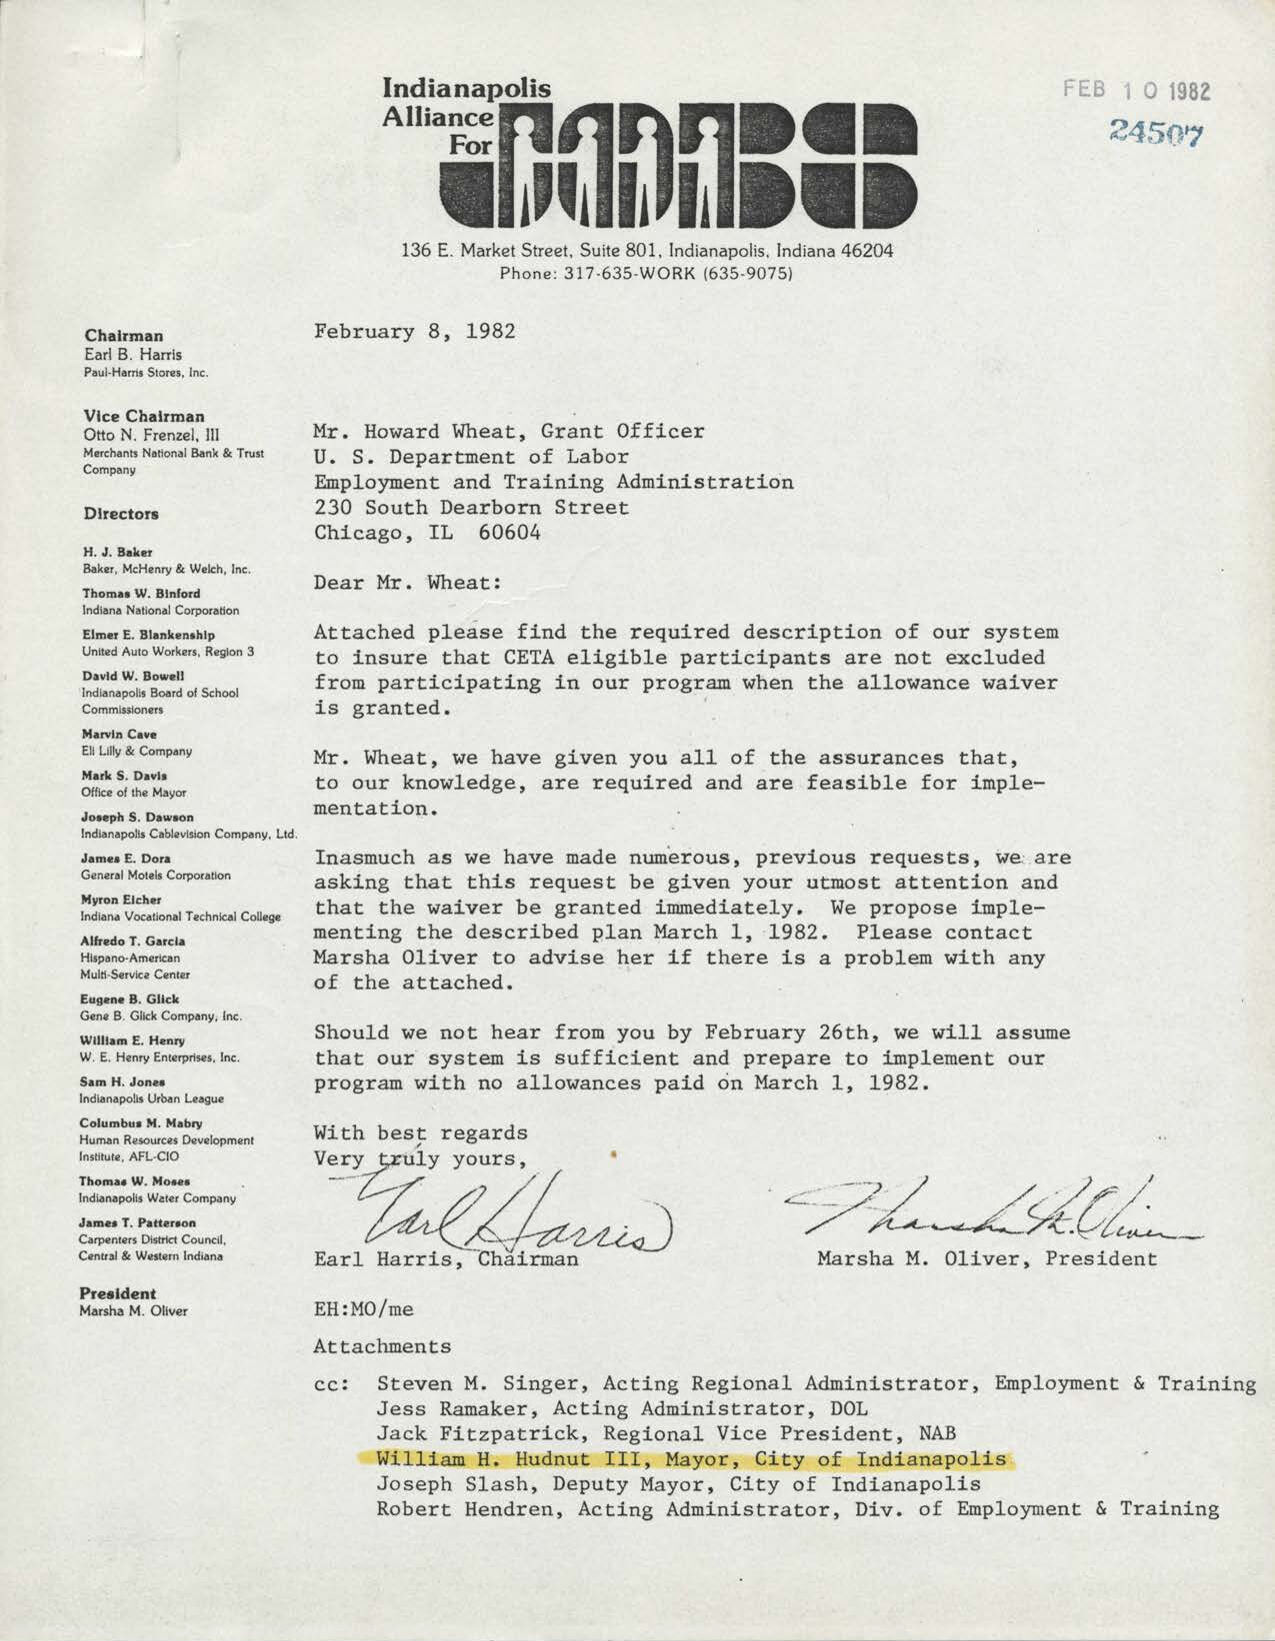 Indianapolis
Alliance
For
JOBS
FEB 10 1982
24507
136 E. Market Street, Suite 801, Indianapolis, Indiana 46204
Phone: 317-635-WORK (635-9075)
Chairman
Earl B. Harris
Paul-Harris Stores, Inc.
Vice Chairman
Otto N. Frenzel, III
Merchants National Bank & Trust
Company
Directors
H. J. Baker
Baker, McHenry & Welch, Inc.
Thomas W. Binford
Indiana National Corporation
Elmer E. Blankenship
United Auto Workers, Region 3
David W. Bowell
Indianapolis Board of School
Commissioners
Marvin Cave
Eli Lilly & Company
Mark S. Davis
Office of the Mayor
Joseph S. Dawson
Indianapolis Cablevision Company, Ltd.
James E. Dora
General Motels Corporation
Myron Eicher
Indiana Vocational Technical College
Alfredo T. Garcia
Hispano-American
Multi-Service Center
Eugene B. Glick
Gene B. Glick Company, Inc.
William E. Henry
W. E. Henry Enterprises, Inc.
Sam H. Jones
Indianapolis Urban League
Columbus M. Mabry
Human Resources Development
Institute, AFL-CIO
Thomas W. Moses
Indianapolis Water Company
James T. Patterson
Carpenters District Council,
Central & Western Indiana
President
Marsha M. Oliver
February 8, 1982
Mr. Howard Wheat, Grant Officer
U. S. Department of Labor
Employment and Training Administration
230 South Dearborn Street
Chicago, IL 60604
Dear Mr. Wheat:
Attached please find the required description of our system
to insure that CETA eligible participants are not excluded
from participating in our program when the allowance waiver
is granted.
Mr. Wheat, we have given you all of the assurances that,
to our knowledge, are required and are feasible for imple-
mentation.
Inasmuch as we have made numerous, previous requests, we are
asking that this request be given your utmost attention and
that the waiver be granted immediately. We propose imple-
menting the described plan March 1, 1982. Please contact
Marsha Oliver to advise her if there is a problem with any
of the attached.
Should we not hear from you by February 26th, we will assume
that our system is sufficient and prepare to implement our
program with no allowances paid on March 1, 1982.
With best regards
Very truly yours,
Earl Harris
Marsha M. Oliver
Earl Harris, Chairman
Marsha M. Oliver, President
EH:MO/me
Attachments
cc: Steven M. Singer, Acting Regional Administrator, Employment & Training
Jess Ramaker, Acting Administrator, DOL
Jack Fitzpatrick, Regional Vice President, NAB
William H. Hudnut III, Mayor, City of Indianapolis
Joseph Slash, Deputy Mayor, City of Indianapolis
Robert Hendren, Acting Administrator, Div. of Employment & Training